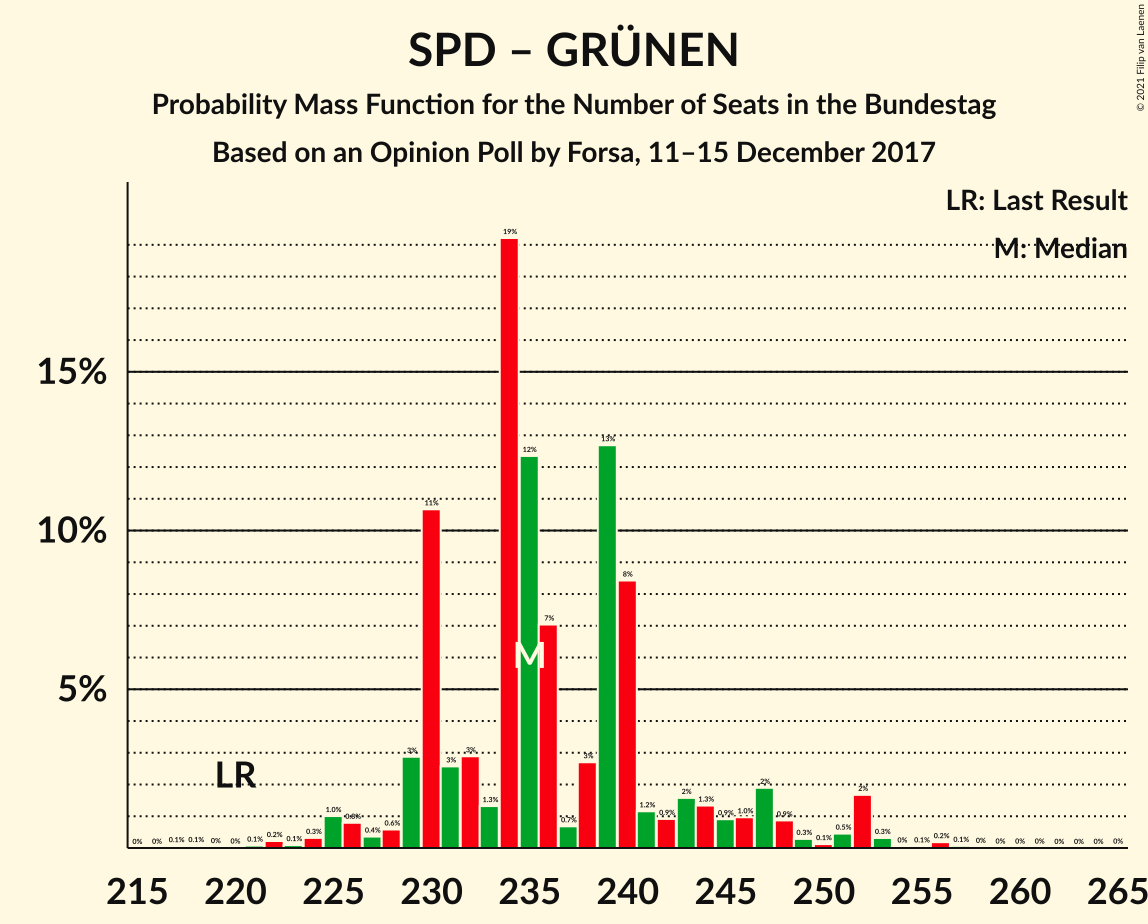 SPD – GRÜNEN
Probability Mass Function for the Number of Seats in the Bundestag
Based on an Opinion Poll by Forsa, 11–15 December 2017
© 2021 Filip van Laenen
LR: Last Result
M: Median
15%
10%
5%
LR
M
0% 0% 0.1% 0.1% 0% 0% 0.1% 0.2% 0.1% 0.3% 1.0% 0.8% 0.4% 0.6% 3% 11% 3% 3% 1.3% 19% 12% 7% 0.7% 3% 13% 8% 1.2% 0.9% 2% 1.3% 0.9% 1.0% 2% 0.9% 0.3% 0.1% 0.5% 2% 0.3% 0% 0.1% 0.2% 0.1% 0% 0% 0% 0% 0% 0% 0% 0%
215 220 225 230 235 240 245 250 255 260 265